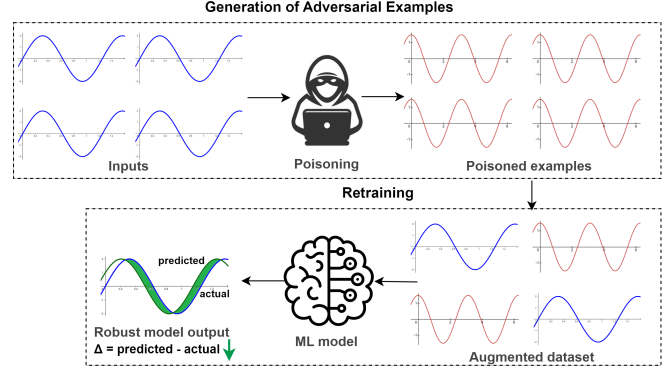 Generation of Adversarial Examples
Inputs
Poisoning
Poisoned examples
Retraining
predicted
actual
Robust model output
Δ = predicted - actual
ML model
Augmented dataset